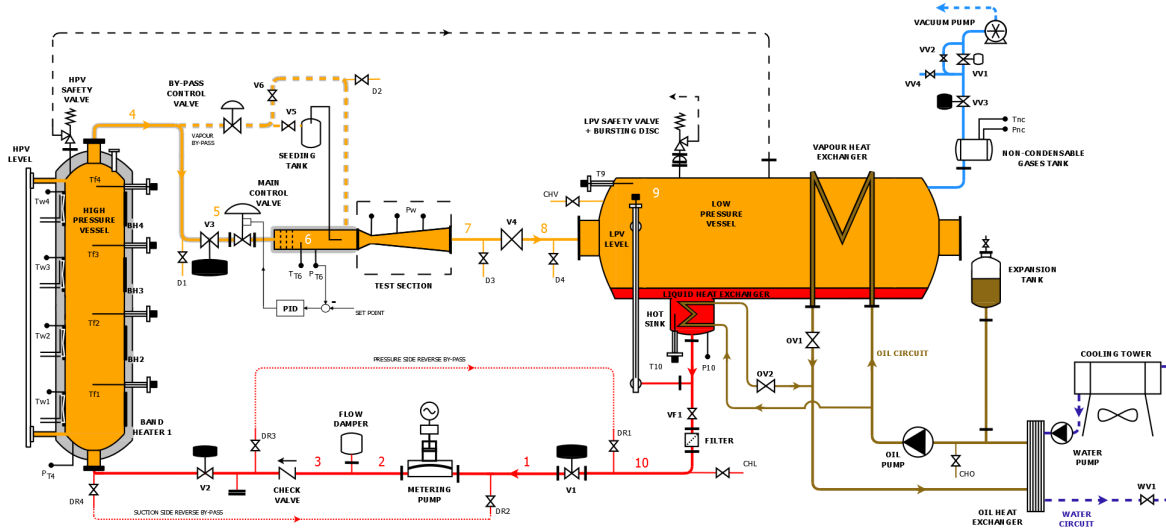 VACUUM PUMP
VV2
VV1
VV4
VV3
Tnc
Pnc
NON-CONDENSABLE
GASES TANK
HPV
SAFETY
VALVE
BY-PASS
CONTROL
VALVE
V6
D2
4
V5
VAPOUR
BY-PASS
SEEDING
TANK
LPV SAFETY VALVE
+ BURSTING DISC
VAPOUR HEAT
EXCHANGER
HPV
LEVEL
Tf4
Tw4
HIGH
PRESSURE
VESSEL
BH4
Tf3
Tw3
BH3
Tf2
Tw2
BH2
Tf1
Tw1
BAND
HEATER 1
P T4
MAIN
CONTROL
VALVE
5
V3
D1
6
T T6
P T6
PID
-
SET POINT
Pw
TEST SECTION
7
V4
8
D3
D4
CHV
T9
9
LOW
PRESSURE
VESSEL
LPV
LEVEL
LIQUID HEAT EXCHANGER
HOT
SINK
T10
P10
OV1
OV2
OIL CIRCUIT
EXPANSION
TANK
COOLING TOWER
PRESSURE SIDE REVERSE BY-PASS
VF1
FILTER
CHL
DR3
FLOW
DAMPER
DR1
3
2
1
10
V2
CHECK
VALVE
METERING
PUMP
V1
DR4
DR2
SUCTION SIDE REVERSE BY-PASS
OIL
PUMP
CHO
WATER
PUMP
WV1
OIL HEAT
EXCHANGER
WATER
CIRCUIT